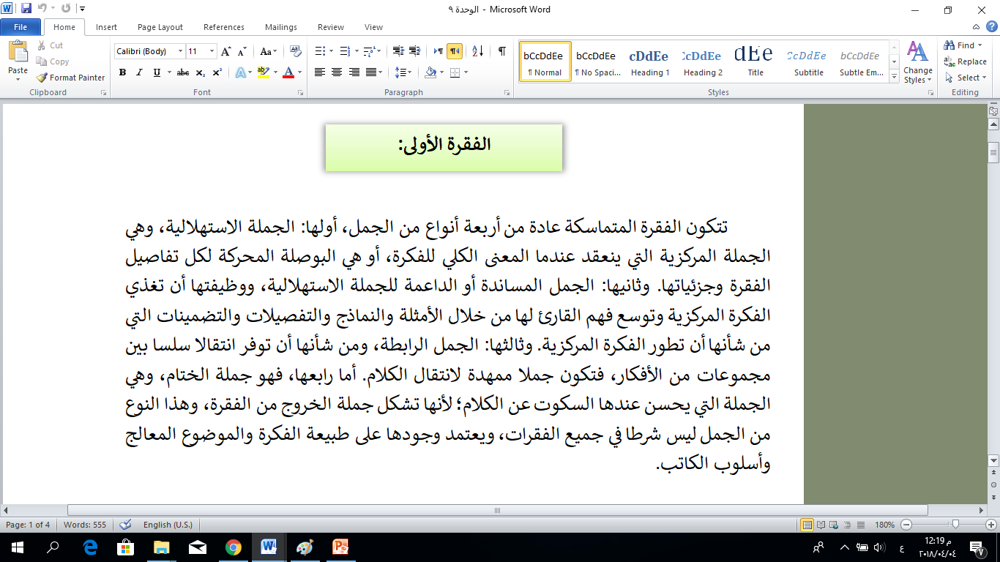 الوحدة ٩ - Microsoft Word
File Home Insert Page Layout References Mailings Review View
Paste
Cut
Copy
Format Painter
Clipboard
Calibri (Body) 11
Font
Paragraph
bCcDdEe bCcDdEe cDdEe CcDdEe dEe CcDdEe bCcDdEe
¶ Normal ¶ No Spaci... Heading 1 Heading 2 Title Subtitle Subtle Em...
Styles
Change Styles
Find
Replace
Select
Editing
الفقرة الأولى:
تتكون الفقرة المتماسكة عادة من أربعة أنواع من الجمل، أولها: الجملة الاستهلالية، وهي
الجملة المركزية التي ينعقد عندما المعنى الكلي للفكرة، أو هي البوصلة المحركة لكل تفاصيل
الفقرة وجزئياتها. وثانيها: الجمل المساندة أو الداعمة للجملة الاستهلالية، ووظيفتها أن تغذي
الفكرة المركزية وتوسع فهم القارئ لها من خلال الأمثلة والنماذج والتفصيلات والتضمينات التي
من شأنها أن تطور الفكرة المركزية. وثالثها: الجمل الرابطة، ومن شأنها أن توفر انتقالا سلسا بين
مجموعات من الأفكار، فتكون جملا ممهدة لانتقال الكلام. أما رابعها، فهو جملة الختام، وهي
الجملة التي يحسن عندها السكوت عن الكلام؛ لأنها تشكل جملة الخروج من الفقرة، وهذا النوع
من الجمل ليس شرطا في جميع الفقرات، ويعتمد وجودها على طبيعة الفكرة والموضوع المعالج
وأسلوب الكاتب.
Page: 1 of 4 Words: 555 English (U.S.) 180%
ع
12:19 م
٢٠١٨/٠٤/٠٤